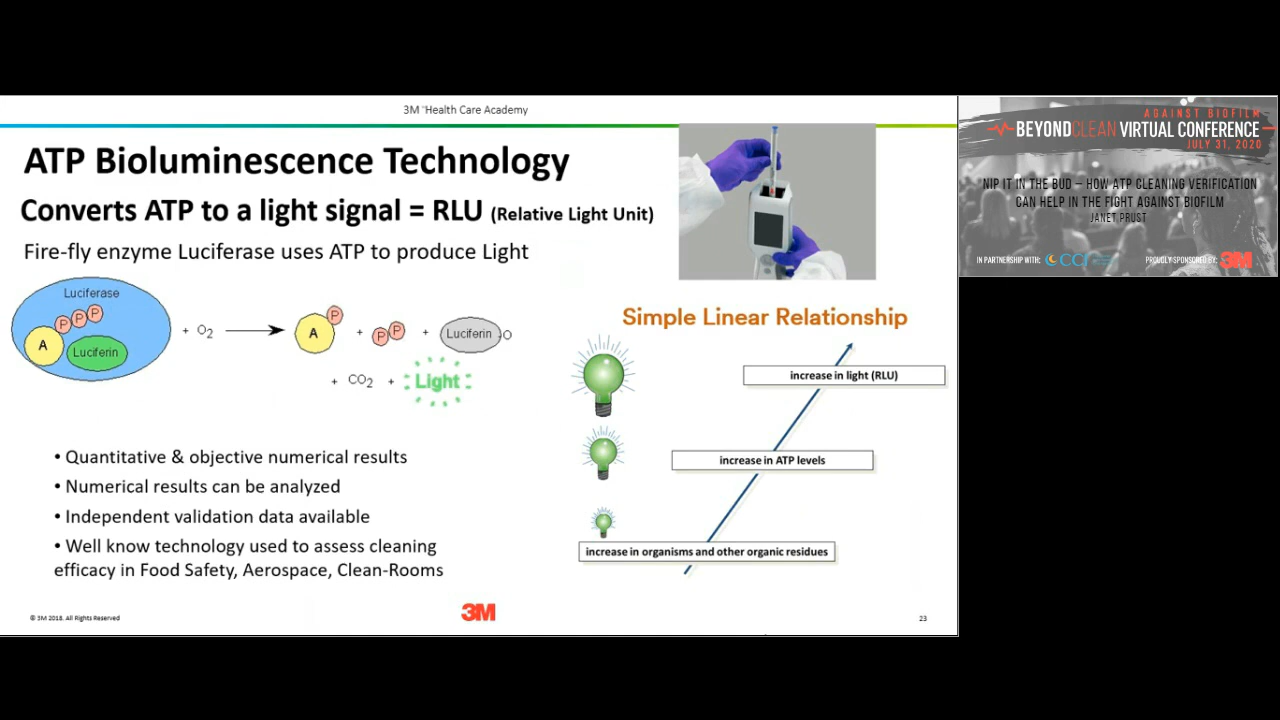 3M ™Health Care Academy
ATP Bioluminescence Technology
Converts ATP to a light signal = RLU (Relative Light Unit)
Fire-fly enzyme Luciferase uses ATP to produce Light
Luciferase
P P P
A
Luciferin
+ O2
A P
+ P P
+ Luciferin O
+ CO2 + Light
• Quantitative & objective numerical results
• Numerical results can be analyzed
• Independent validation data available
• Well know technology used to assess cleaning
efficacy in Food Safety, Aerospace, Clean-Rooms
Simple Linear Relationship
increase in light (RLU)
increase in ATP levels
increase in organisms and other organic residues
© 3M 2018. All Rights Reserved
3M
23
AGAINST BIOFILM
BEYONDCLEAN VIRTUAL CONFERENCE
JULY 31, 2020
NIP IT IN THE BUD – HOW ATP CLEANING VERIFICATION
CAN HELP IN THE FIGHT AGAINST BIOFILM
JANET PRUST
IN PARTNERSHIP WITH:
PROUDLY SPONSORED BY: 3M